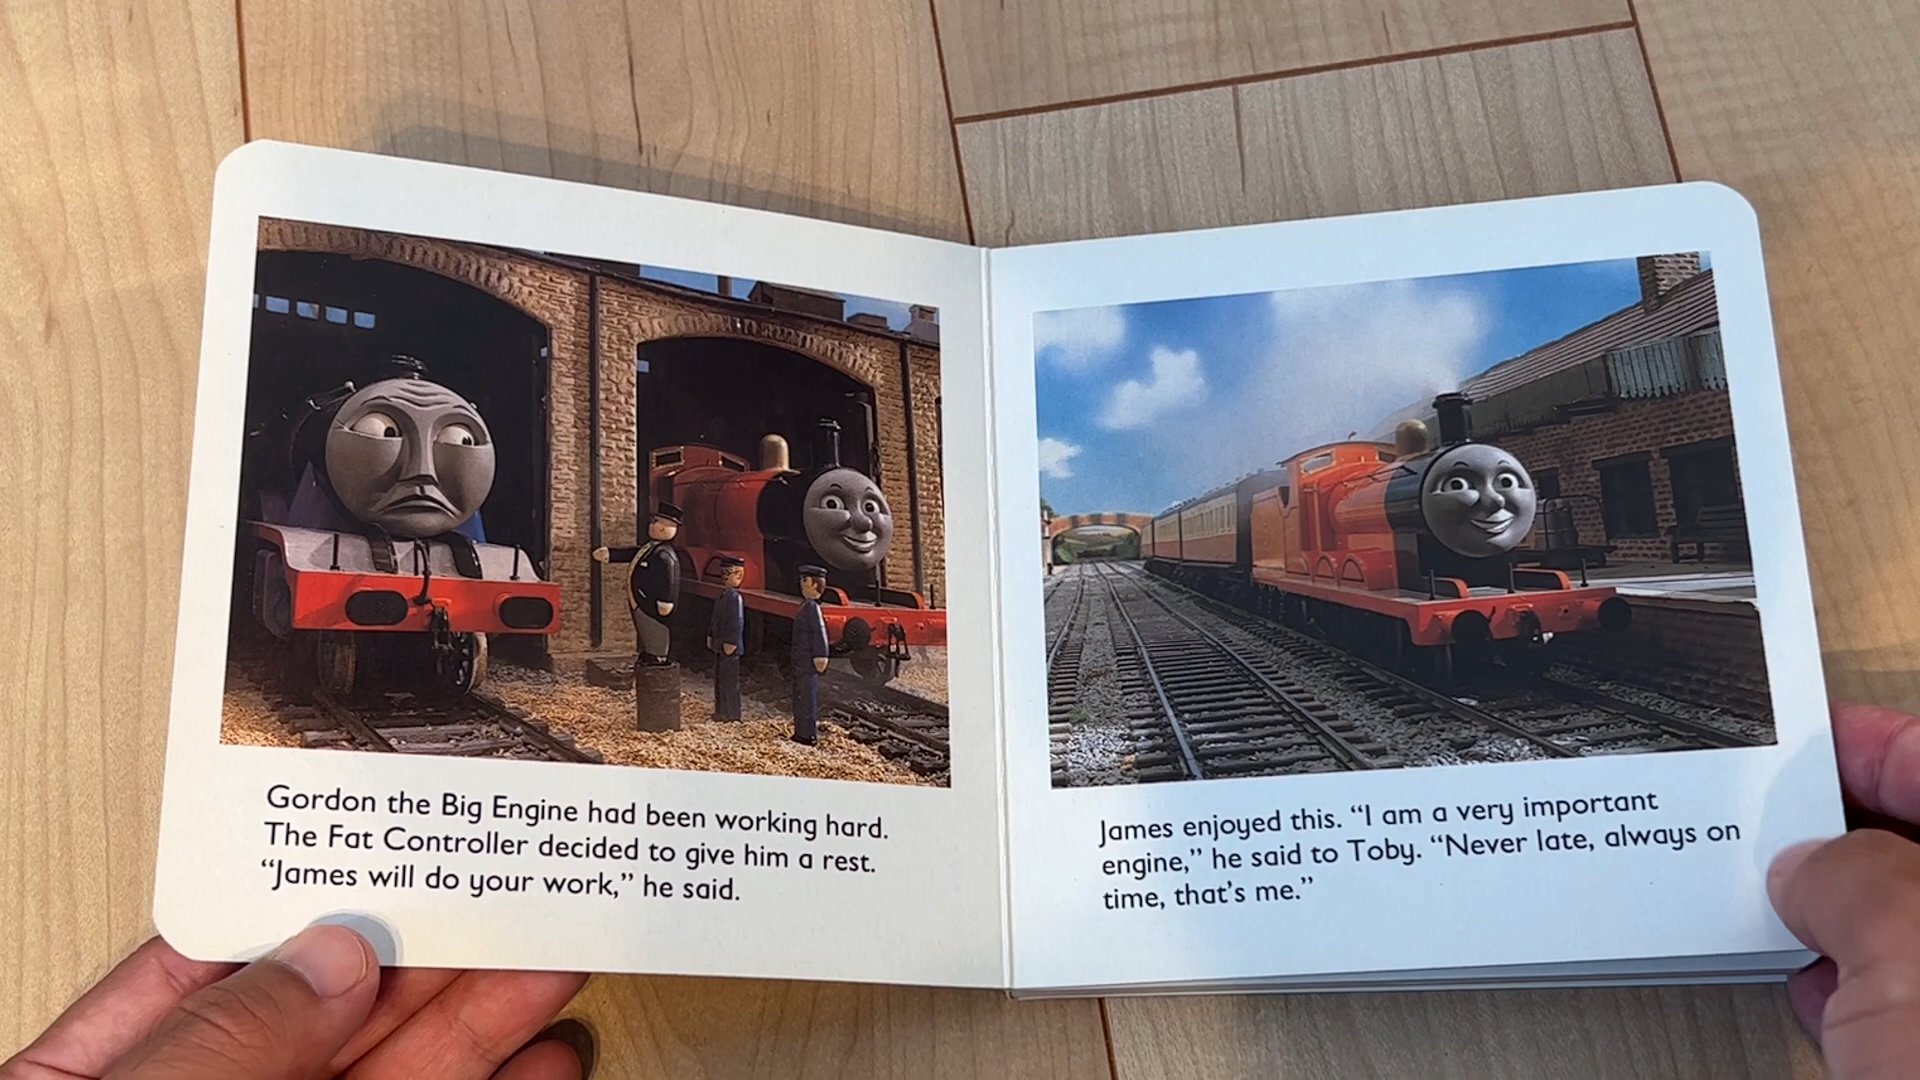 Gordon the Big Engine had been working hard.
The Fat Controller decided to give him a rest.
“James will do your work,” he said.
James enjoyed this. “I am a very important
engine,” he said to Toby. “Never late, always on
time, that’s me.”